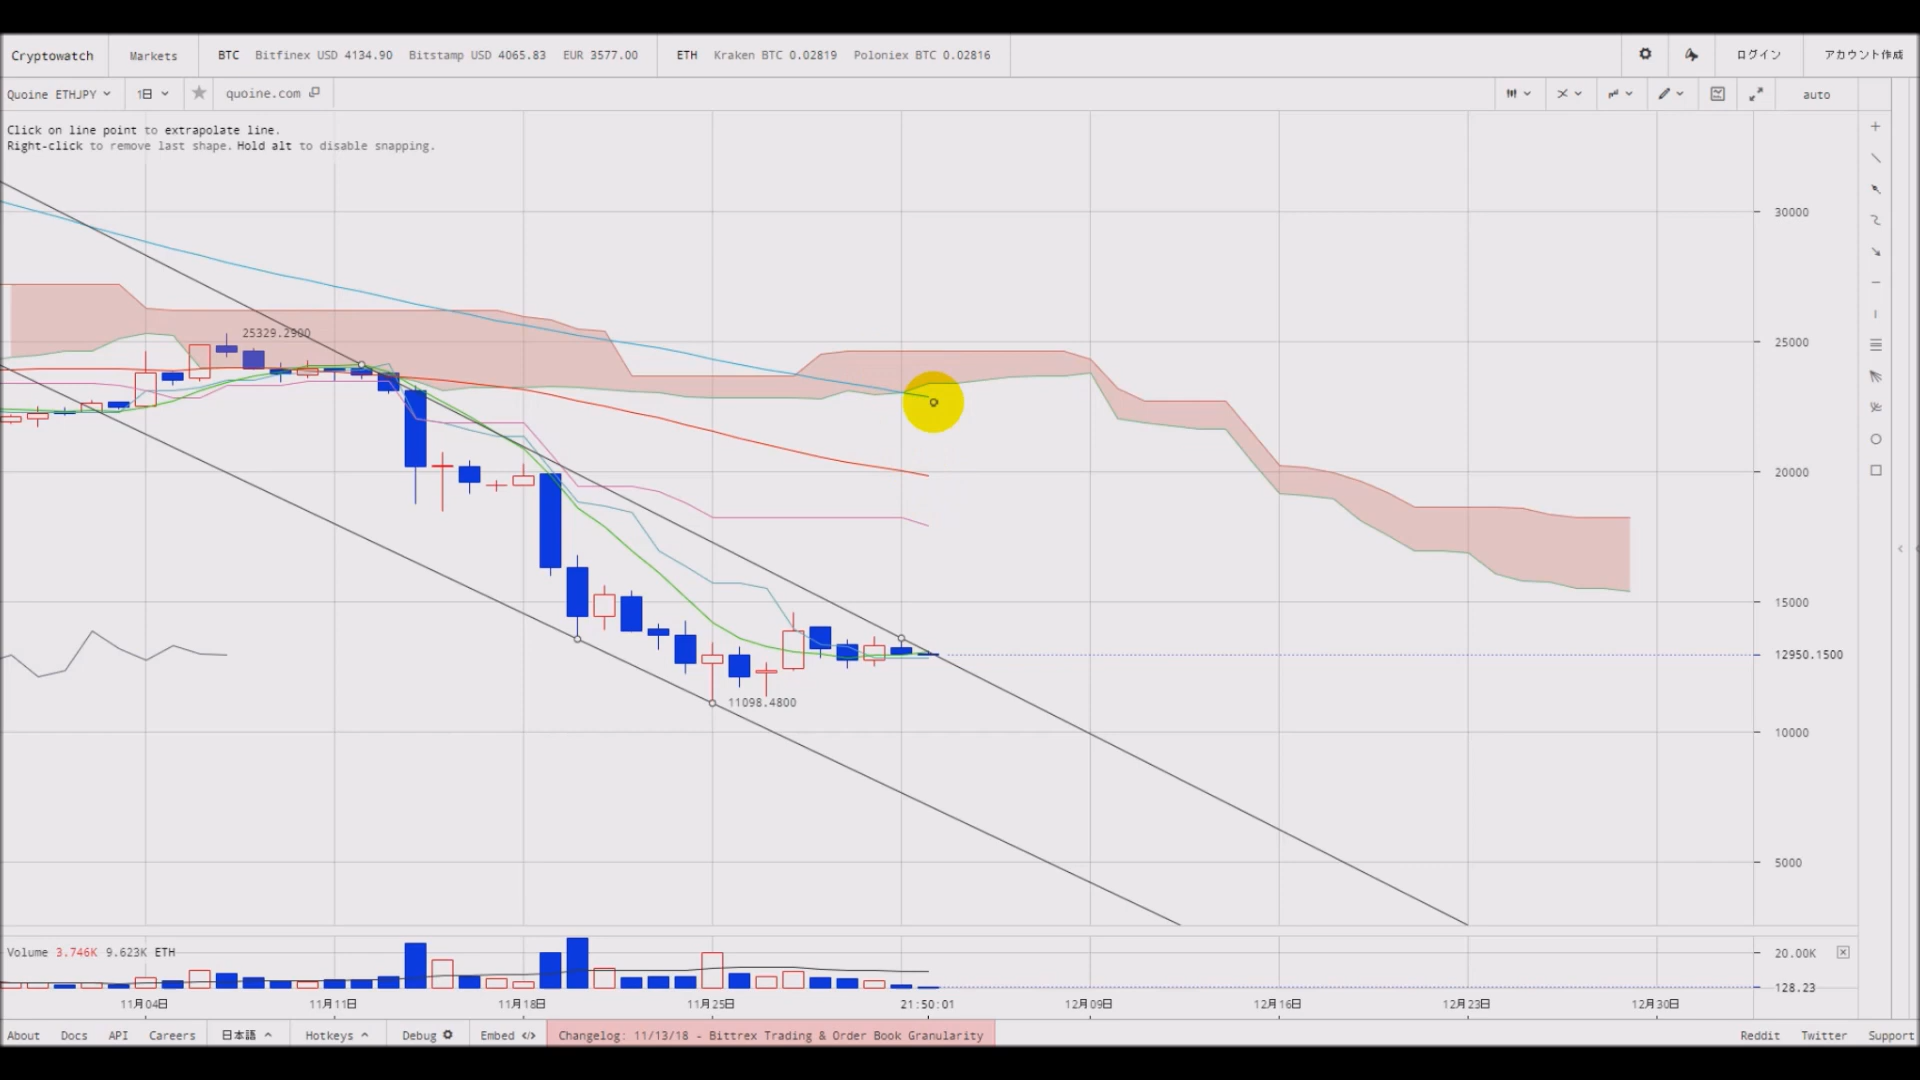 Cryptowatch Markets BTC Bitfinex USD 4134.90 Bitstamp USD 4065.83 EUR 3577.00 ETH Kraken BTC 0.02819 Poloniex BTC 0.02816 ログイン アカウント作成
Quoine ETHJPY 1日 quoine.com auto
Click on line point to extrapolate line.
Right-click to remove last shape. Hold alt to disable snapping.
30000
25329.2900
25000
20000
15000
12950.1500
11098.4800
10000
5000
Volume 3.746K 9.623K ETH
20.00K
128.23
11月04日 11月11日 11月18日 11月25日 21:50:01 12月09日 12月16日 12月23日 12月30日
About Docs API Careers 日本語 Hotkeys Debug Embed </> Changelog: 11/13/18 - Bittrex Trading & Order Book Granularity Reddit Twitter Support